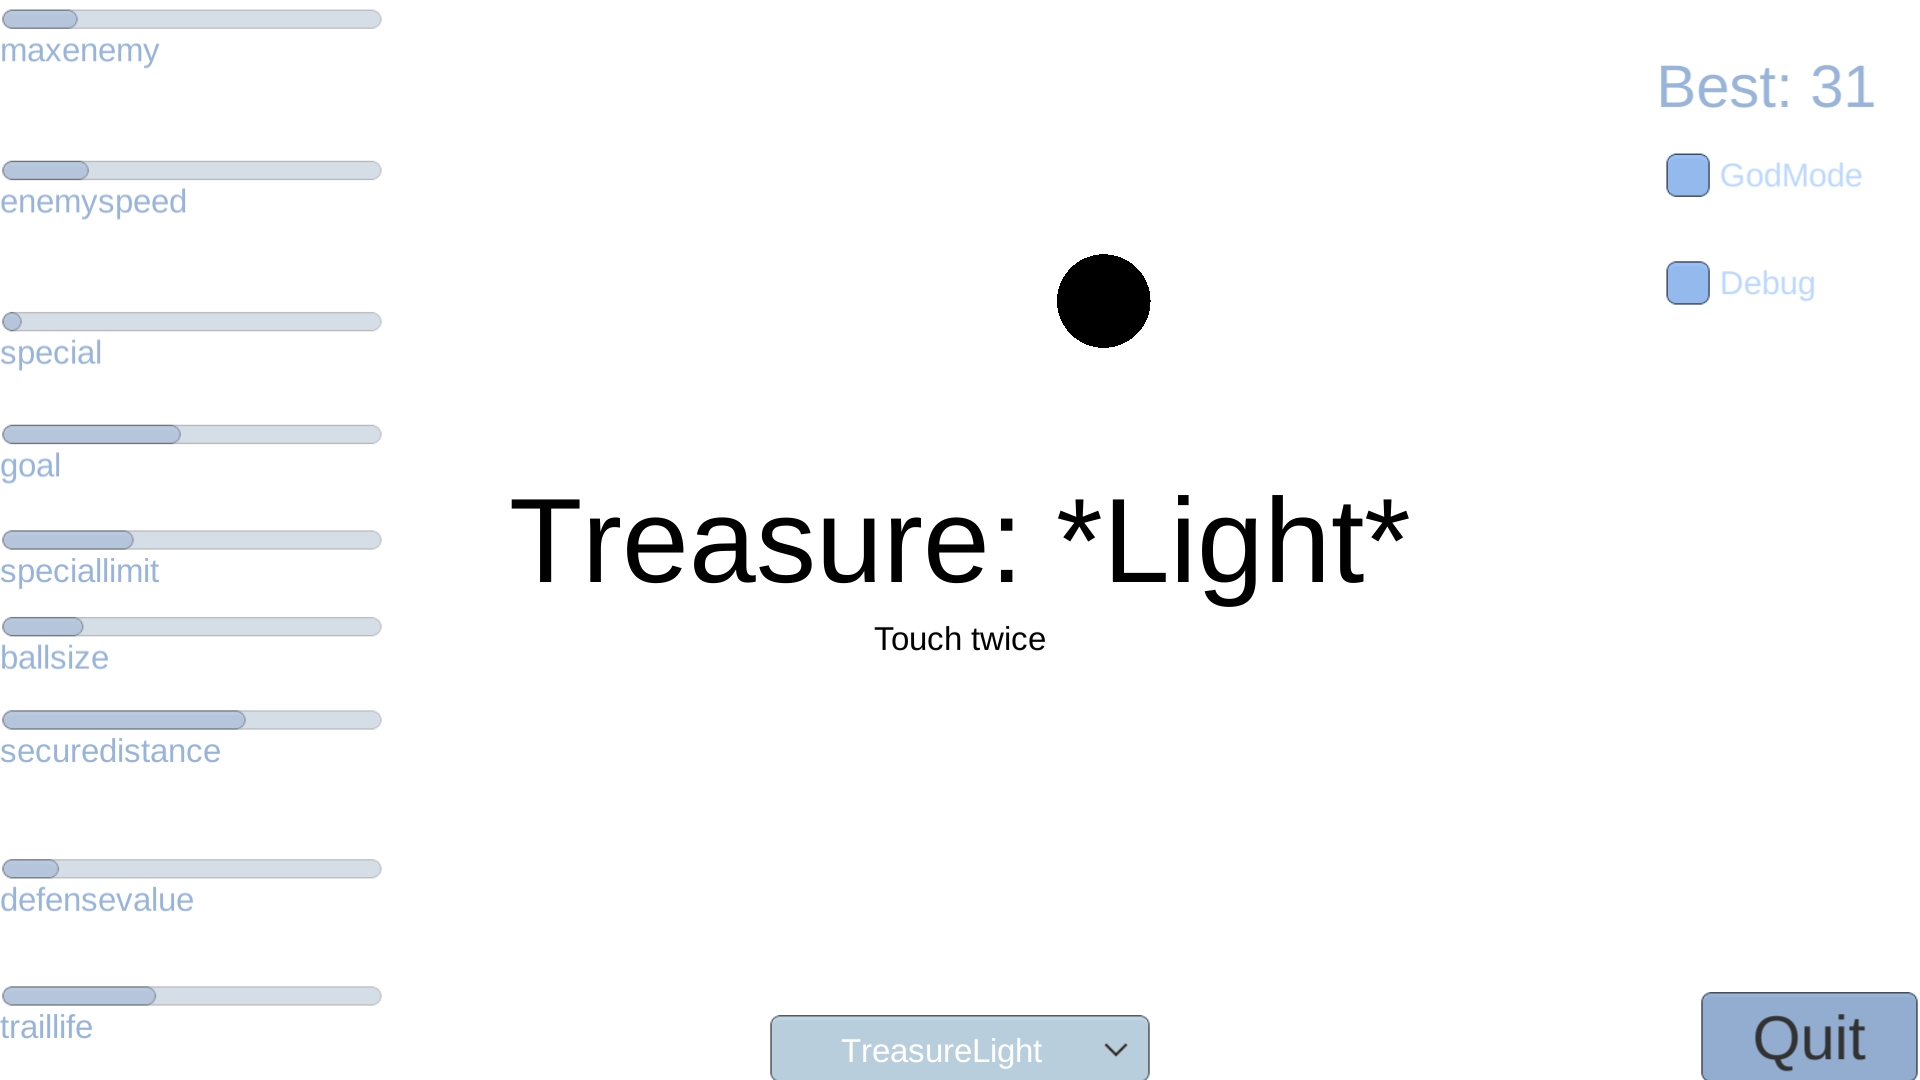 maxenemy
enemyspeed
special
goal
speciallimit
ballsize
securedistance
defensevalue
traillife
Treasure: *Light*
Touch twice
TreasureLight
Best: 31
GodMode
Debug
Quit